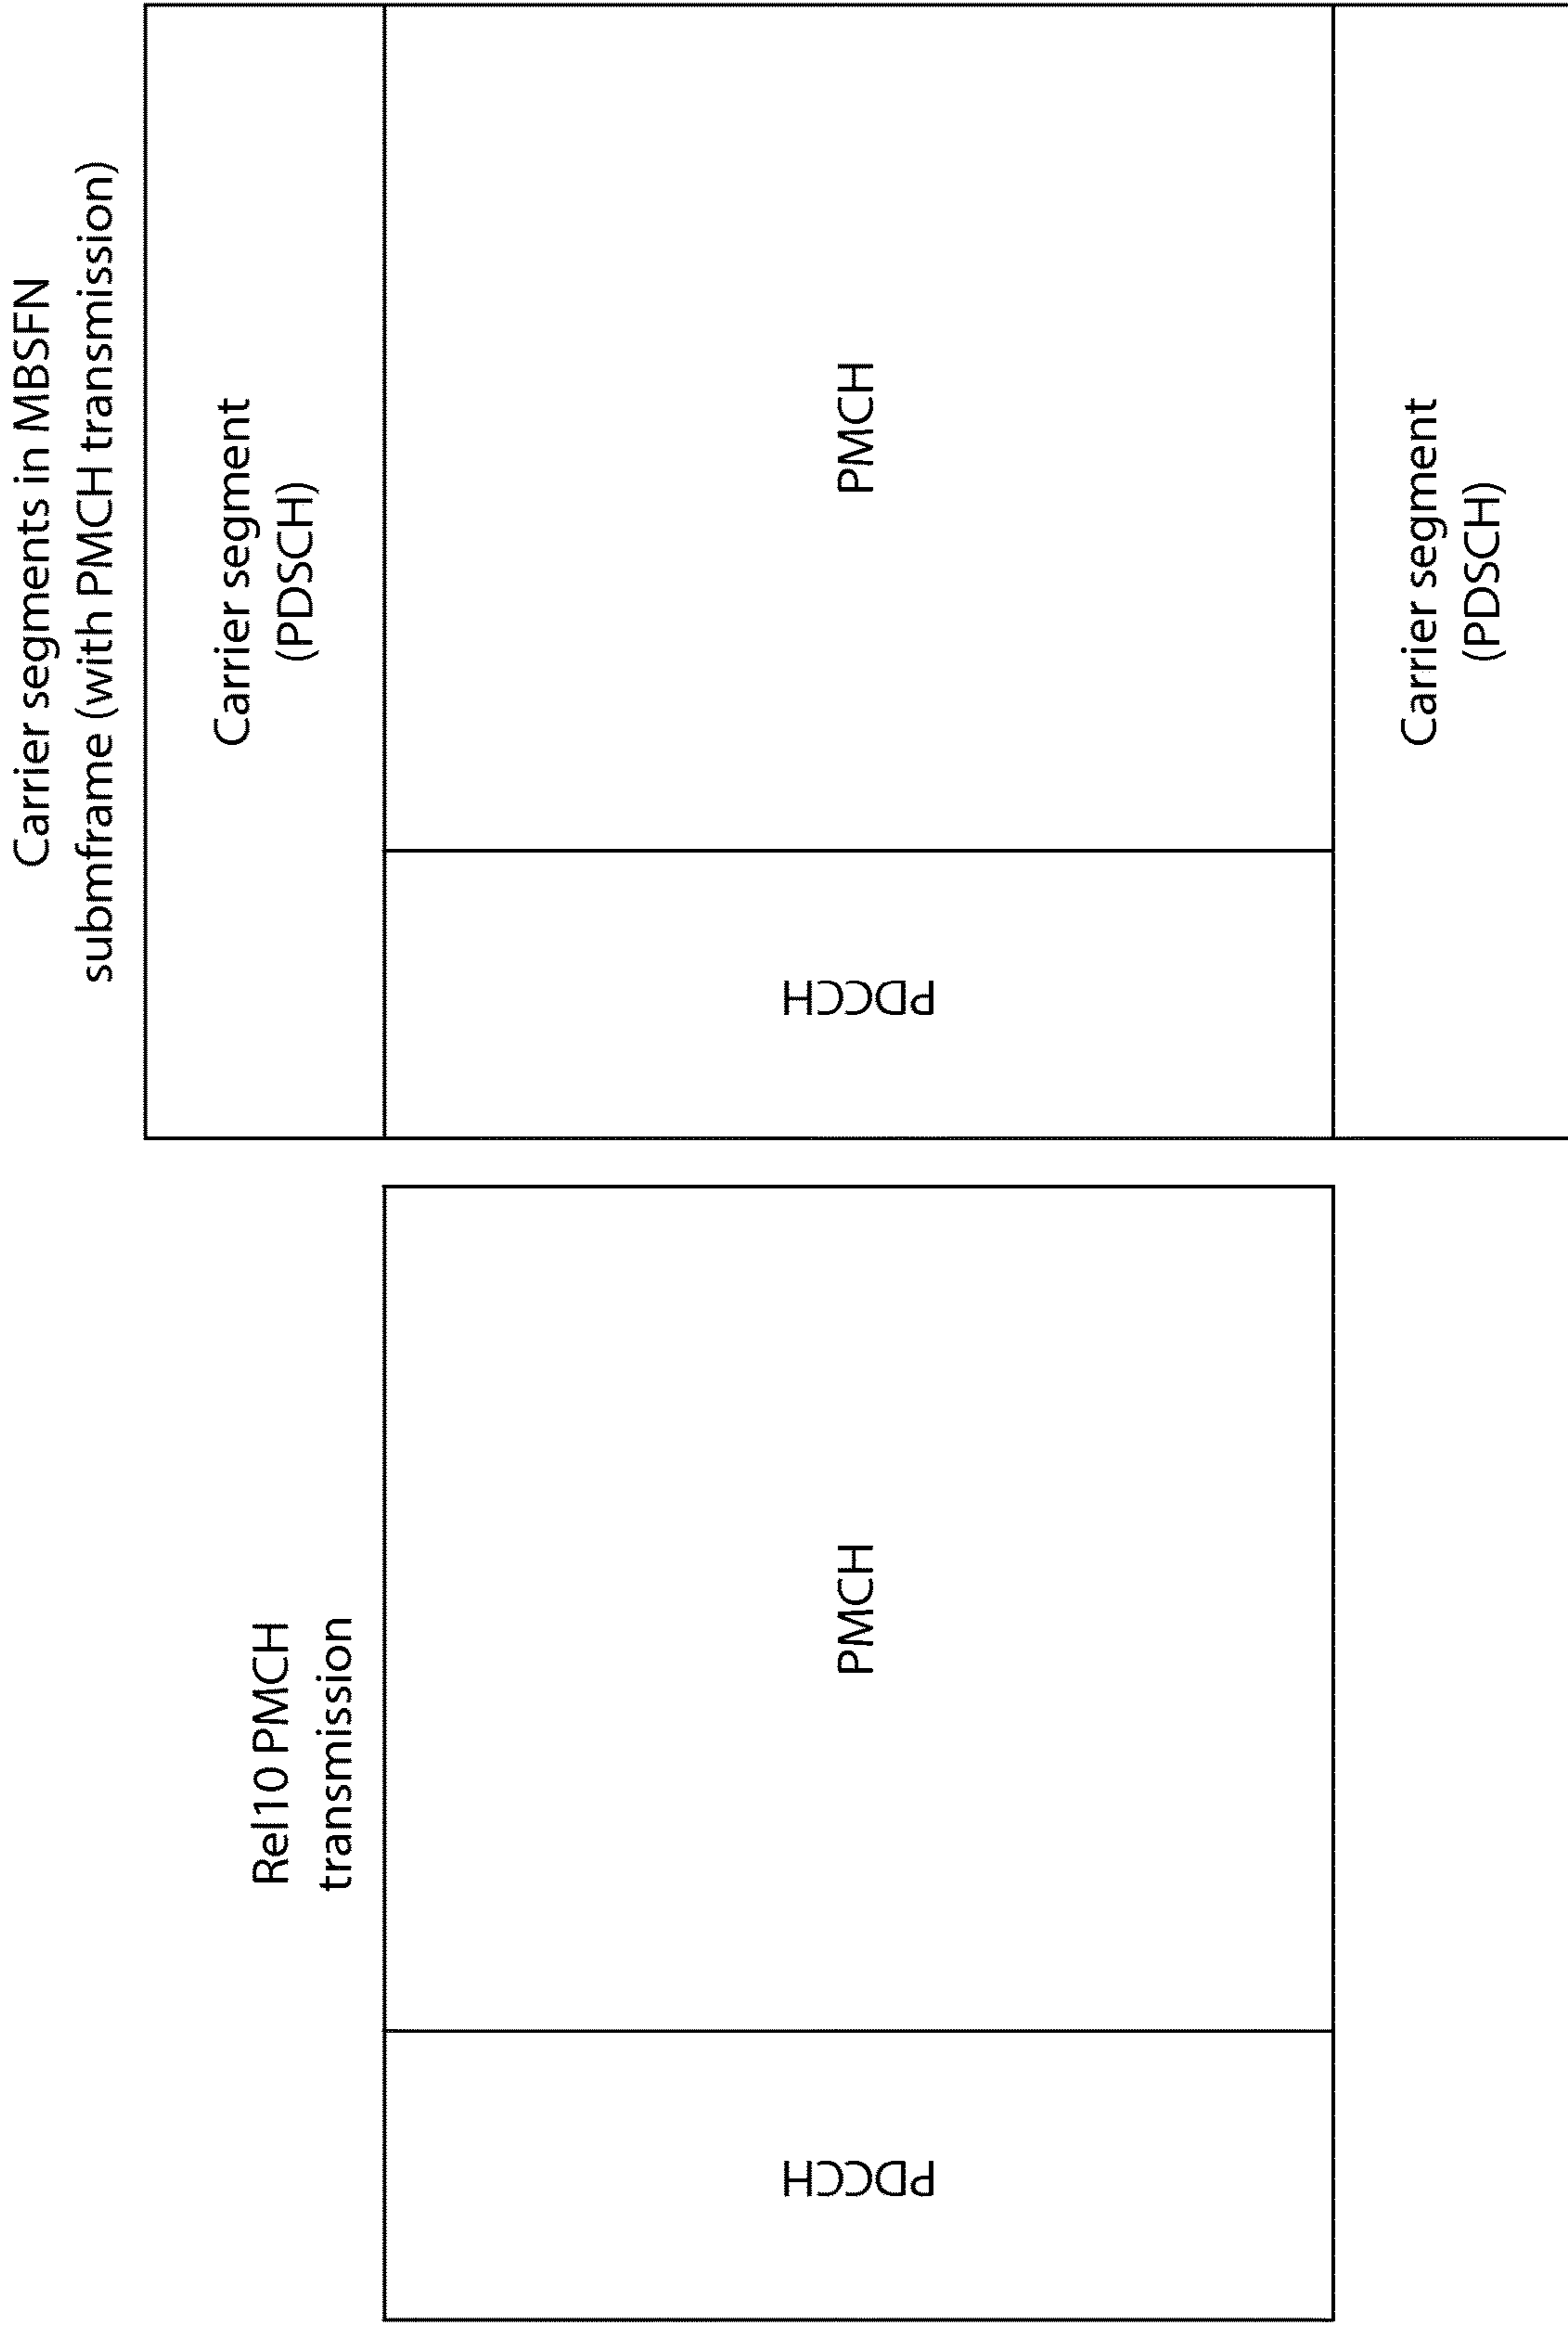 Rel10 PMCH
transmission
PDCCH
PMCH
Carrier segments in MBSFN
submframe (with PMCH transmission)
Carrier segment
(PDSCH)
PDCCH
PMCH
Carrier segment
(PDSCH)